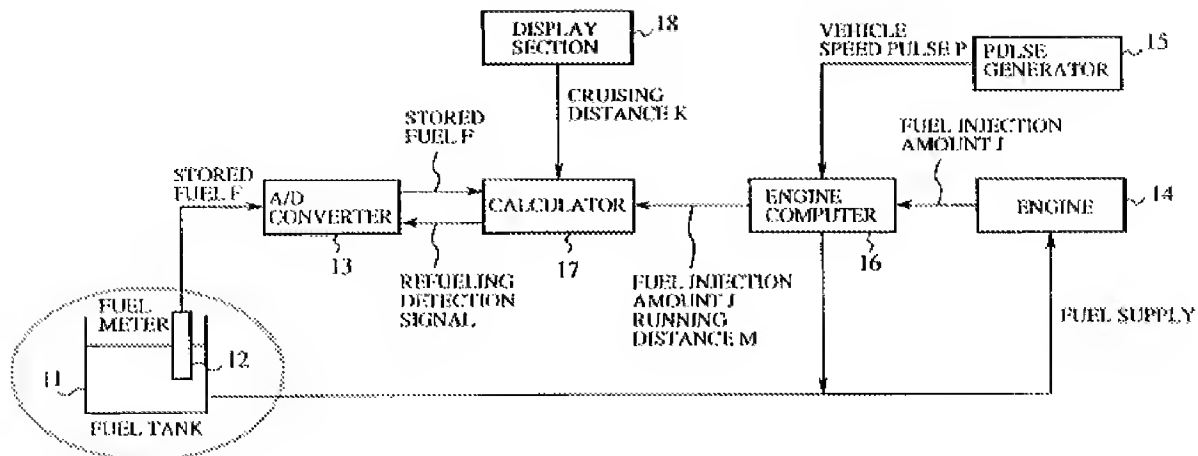 DISPLAY
SECTION
18
VEHICLE
SPEED PULSE P
PULSE
GENERATOR
15
CRUISING
DISTANCE K
STORED
FUEL F
FUEL INJECTION
AMOUNT J
STORED
FUEL F
A/D
CONVERTER
13
CALCULATOR
17
ENGINE
COMPUTER
16
ENGINE
14
REFUELING
DETECTION
SIGNAL
FUEL INJECTION
AMOUNT J
RUNNING
DISTANCE M
FUEL SUPPLY
FUEL
METER
12
11
FUEL TANK